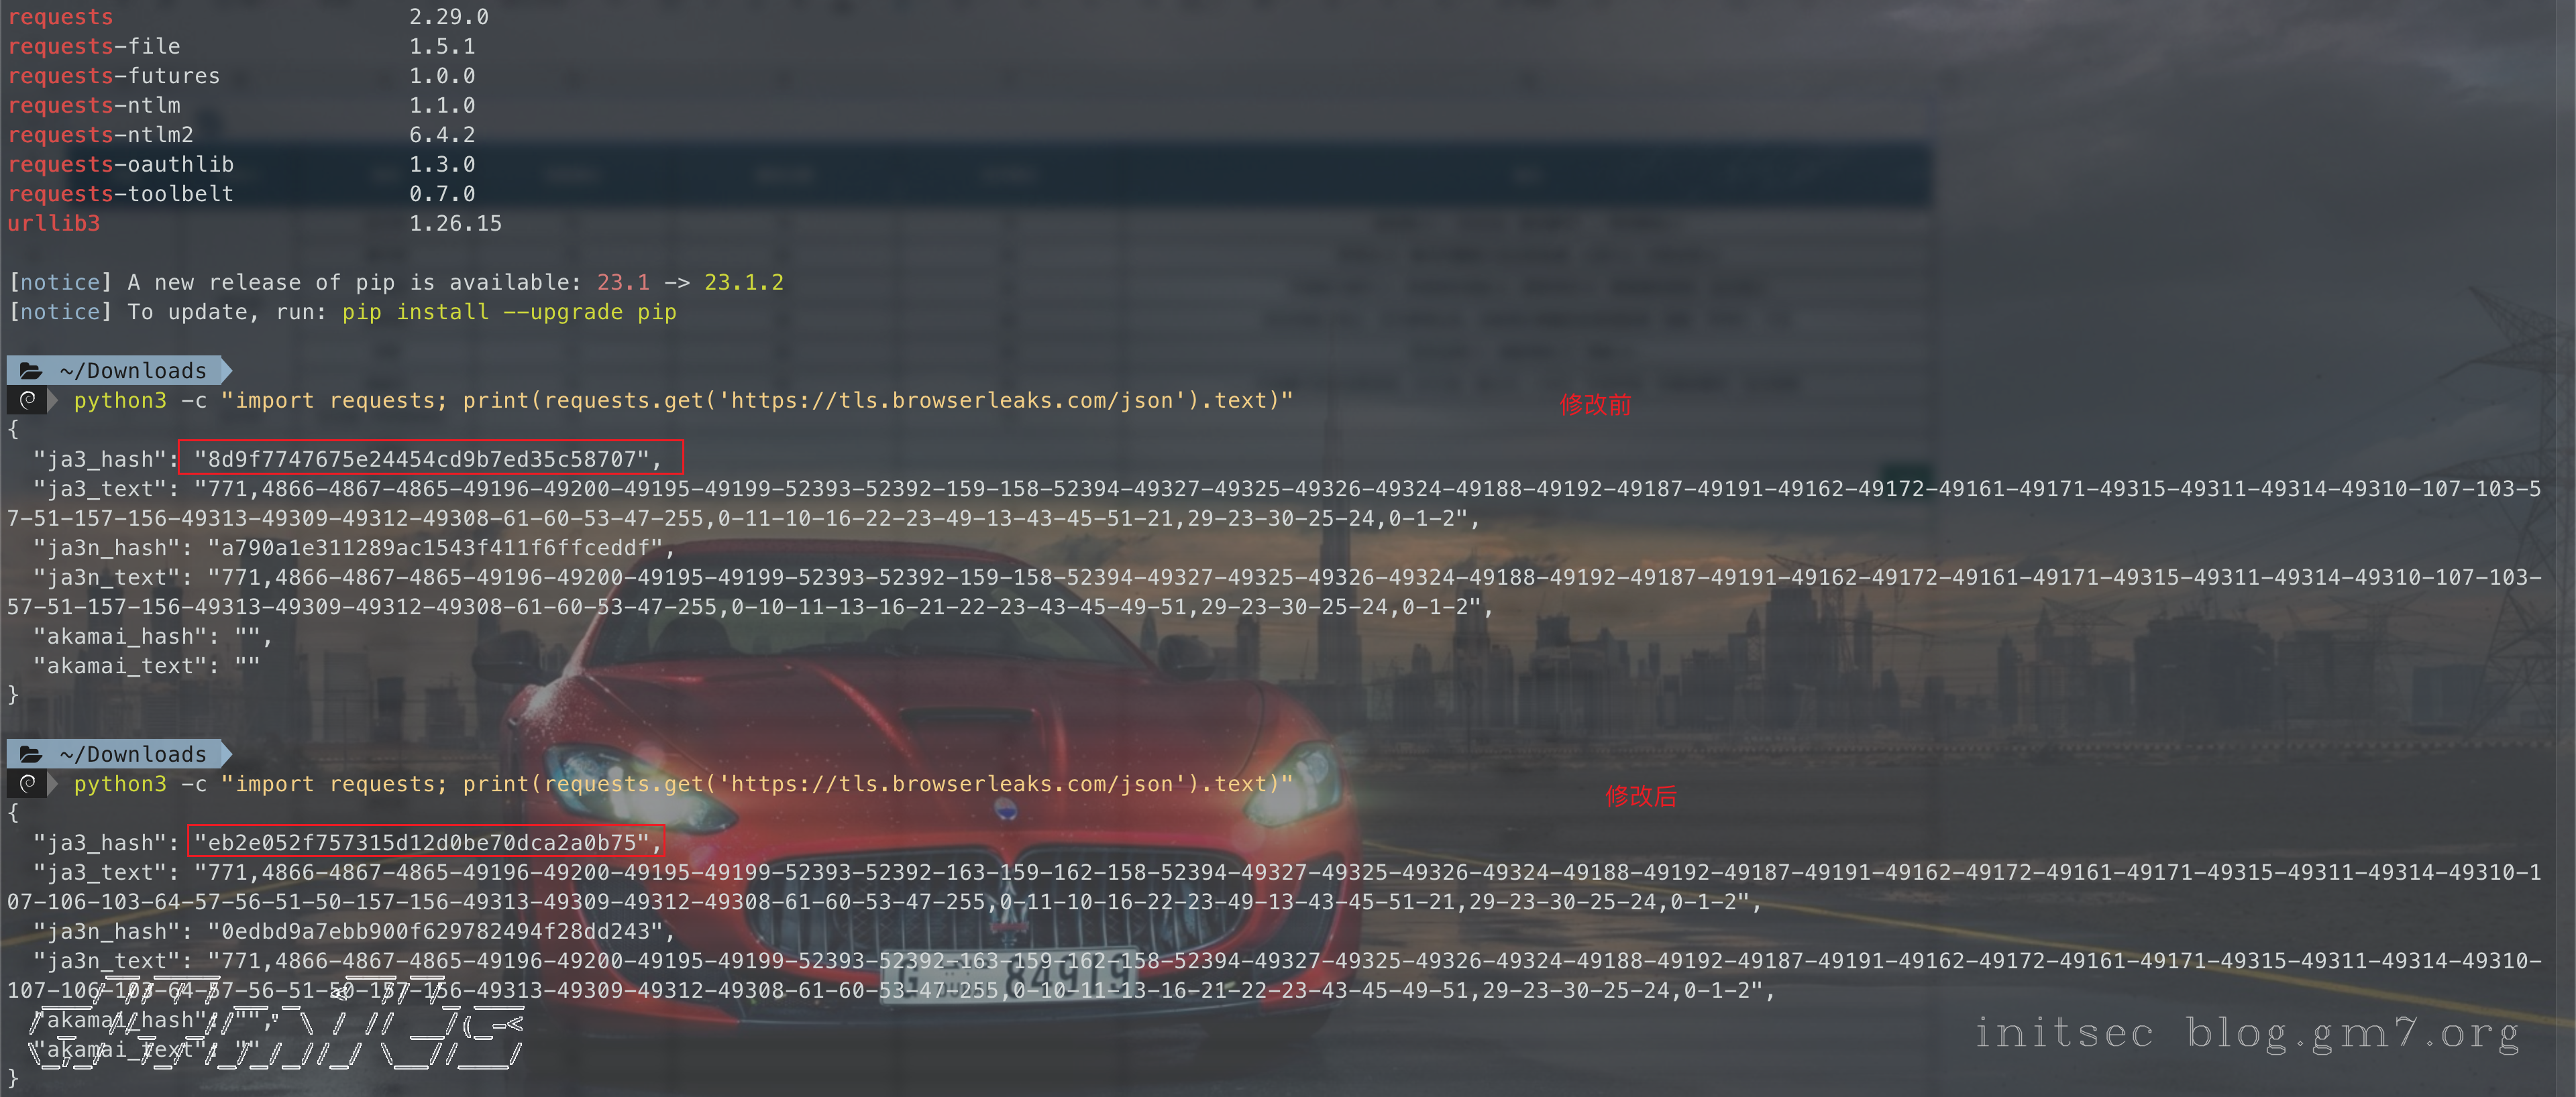 requests 2.29.0
requests-file 1.5.1
requests-futures 1.0.0
requests-ntlm 1.1.0
requests-ntlm2 6.4.2
requests-oauthlib 1.3.0
requests-toolbelt 0.7.0
urllib3 1.26.15
[notice] A new release of pip is available: 23.1 -> 23.1.2
[notice] To update, run: pip install --upgrade pip
~/Downloads
python3 -c "import requests; print(requests.get('https://tls.browserleaks.com/json').text)" 修改前
{
"ja3_hash": "8d9f7747675e24454cd9b7ed35c58707",
"ja3_text": "771,4866-4867-4865-49196-49200-49195-49199-52393-52392-159-158-52394-49327-49325-49326-49324-49188-49192-49187-49191-49162-49172-49161-49171-49315-49311-49314-49310-107-103-5
7-51-157-156-49313-49309-49312-49308-61-60-53-47-255,0-11-10-16-22-23-49-13-43-45-51-21,29-23-30-25-24,0-1-2",
"ja3n_hash": "a790a1e311289ac1543f411f6ffceddf",
"ja3n_text": "771,4866-4867-4865-49196-49200-49195-49199-52393-52392-159-158-52394-49327-49325-49326-49324-49188-49192-49187-49191-49162-49172-49161-49171-49315-49311-49314-49310-107-103-
57-51-157-156-49313-49309-49312-49308-61-60-53-47-255,0-10-11-13-16-21-22-23-43-45-49-51,29-23-30-25-24,0-1-2",
"akamai_hash": "",
"akamai_text": ""
}
~/Downloads
python3 -c "import requests; print(requests.get('https://tls.browserleaks.com/json').text)" 修改后
{
"ja3_hash": "eb2e052f757315d12d0be70dca2a0b75",
"ja3_text": "771,4866-4867-4865-49196-49200-49195-49199-52393-52392-163-159-162-158-52394-49327-49325-49326-49324-49188-49192-49187-49191-49162-49172-49161-49171-49315-49311-49314-49310-1
07-106-103-64-57-56-51-50-157-156-49313-49309-49312-49308-61-60-53-47-255,0-11-10-16-22-23-49-13-43-45-51-21,29-23-30-25-24,0-1-2",
"ja3n_hash": "0edbd9a7ebb900f629782494f28dd243",
"ja3n_text": "771,4866-4867-4865-49196-49200-49195-49199-52393-52392-163-159-162-158-52394-49327-49325-49326-49324-49188-49192-49187-49191-49162-49172-49161-49171-49315-49311-49314-49310-
107-106-103-64-57-56-51-50-157-156-49313-49309-49312-49308-61-60-53-47-255,0-10-11-13-16-21-22-23-43-45-49-51,29-23-30-25-24,0-1-2",
"akamai_hash": "",
"akamai_text": ""
}
initsec blog.gm7.org